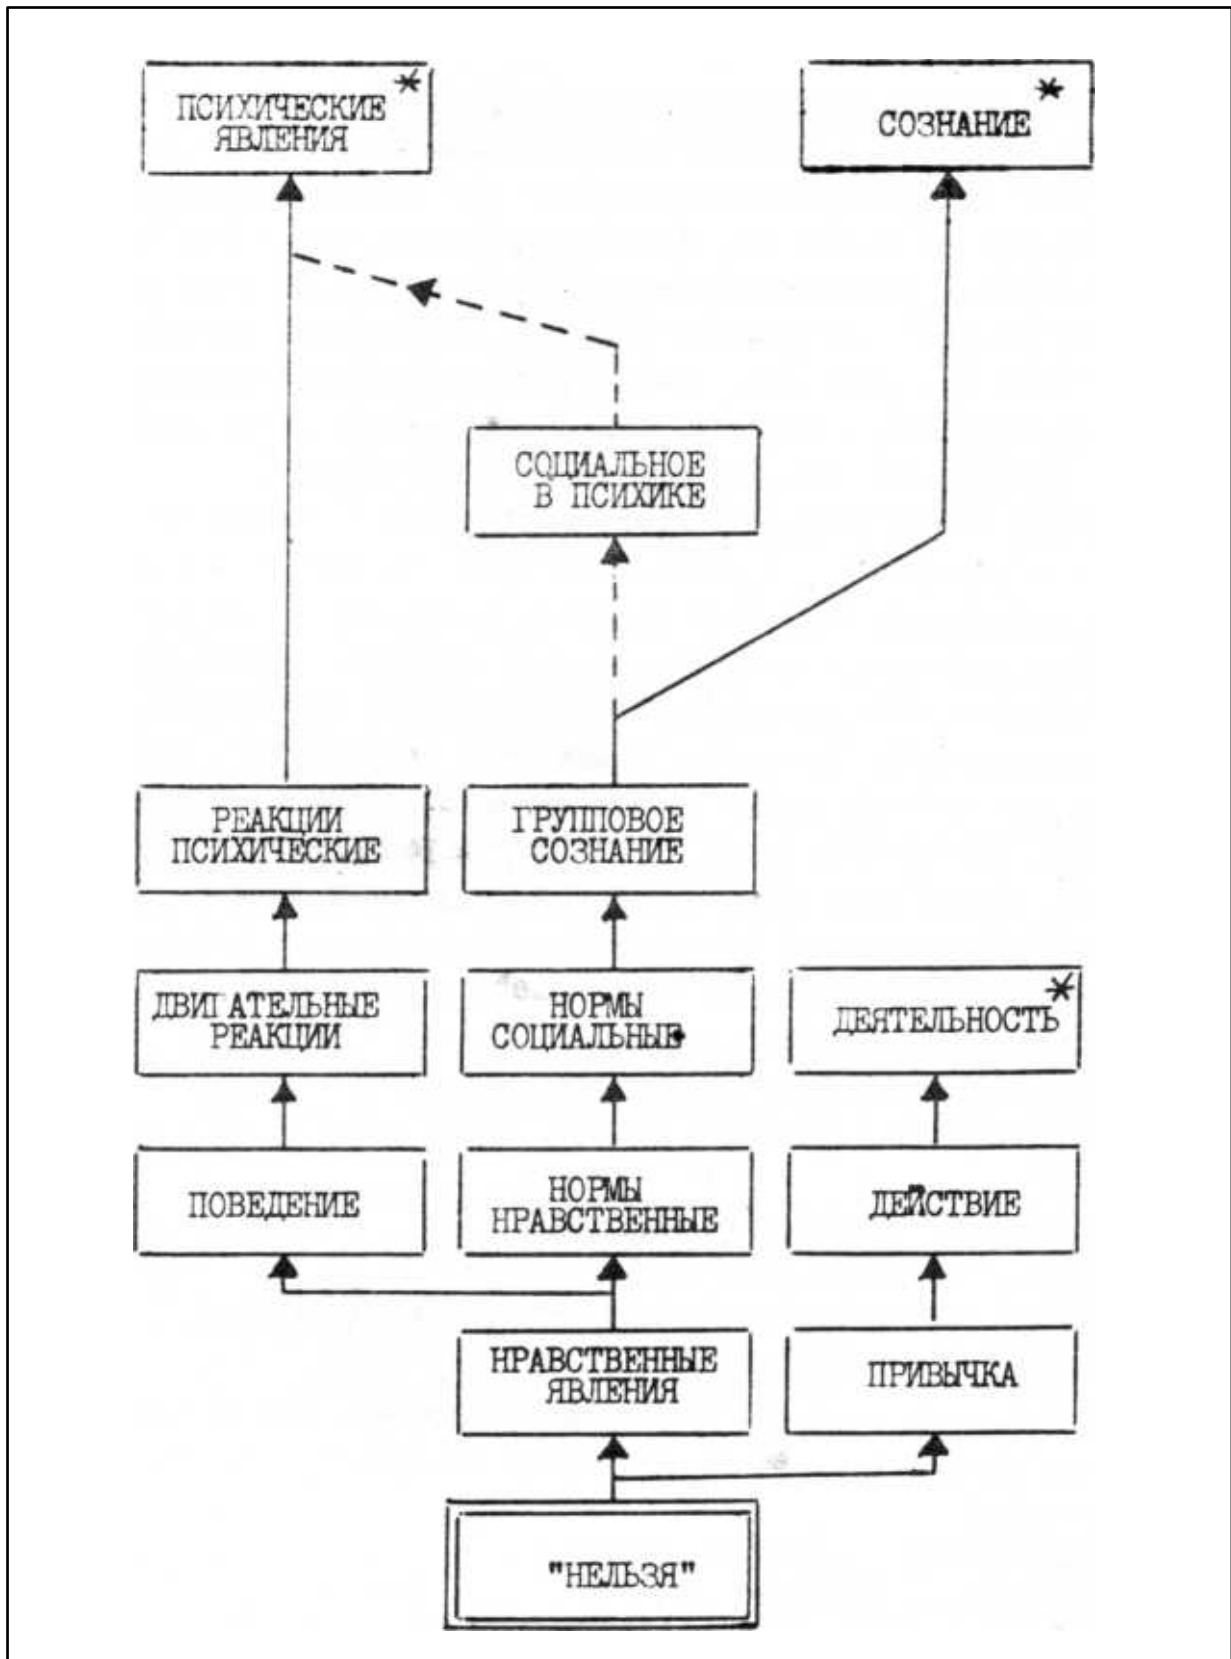 ПСИХИЧЕСКИЕ
ЯВЛЕНИЯ
СОЗНАНИЕ
СОЦИАЛЬНОЕ
В ПСИХИКЕ
РЕАКЦИИ
ПСИХИЧЕСКИЕ
ГРУППОВОЕ
СОЗНАНИЕ
ДВИГАТЕЛЬНЫЕ
РЕАКЦИИ
НОРМЫ
СОЦИАЛЬНЫЕ
ДЕЯТЕЛЬНОСТЬ
ПОВЕДЕНИЕ
НОРМЫ
НРАВСТВЕННЫЕ
ДЕЙСТВИЕ
НРАВСТВЕННЫЕ
ЯВЛЕНИЯ
ПРИВЫЧКА
"НЕЛЬЗЯ"